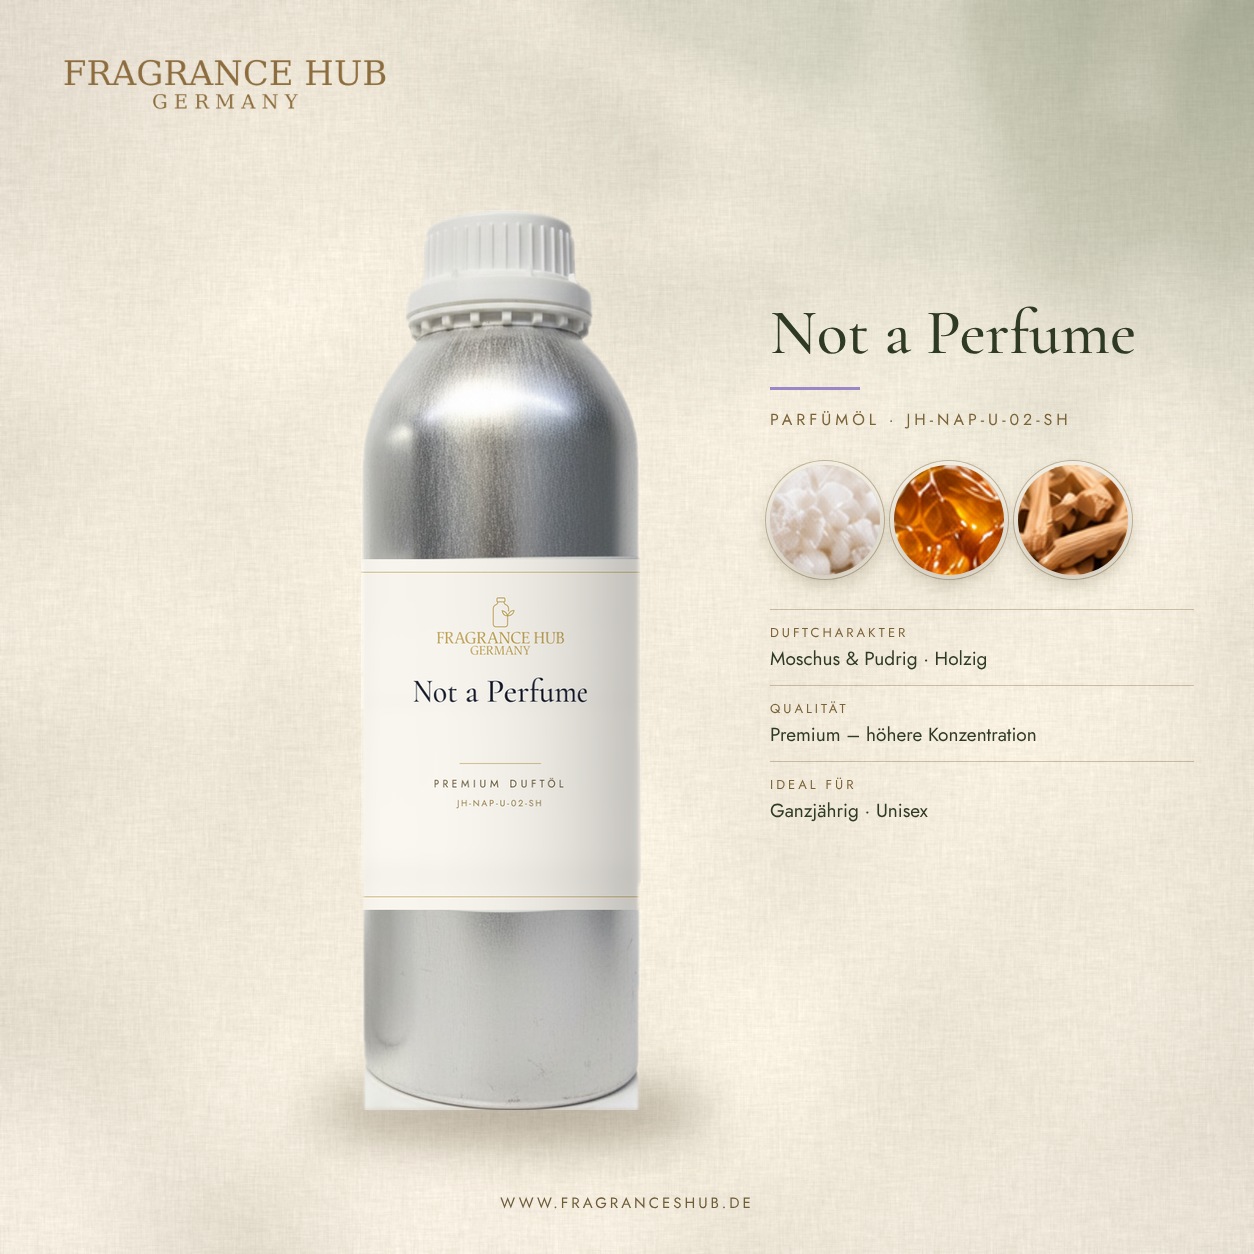 FRAGRANCE HUB
GERMANY
Not a Perfume
PARFÜMÖL · JH-NAP-U-02-SH
DUFTCHARAKTER
Moschus & Pudrig · Holzig
QUALITÄT
Premium – höhere Konzentration
IDEAL FÜR
Ganzjährig · Unisex
FRAGRANCE HUB
GERMANY
Not a Perfume
PREMIUM DUFTÖL
JH-NAP-U-02-SH
WWW.FRAGRANCESHUB.DE